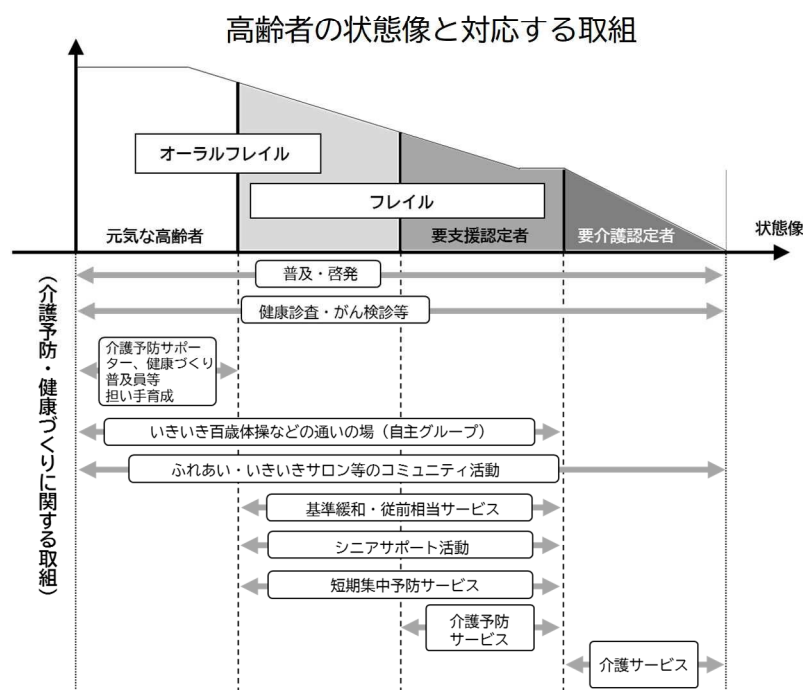 高齢者の状態像と対応する取組
オーラルフレイル
フレイル
元気な高齢者
要支援認定者
要介護認定者
状態像
（介護予防・健康づくりに関する取組）
普及・啓発
健康診査・がん検診等
介護予防サポー
ター、健康づくり
普及員等
担い手育成
いきいき百歳体操などの通いの場（自主グループ）
ふれあい・いきいきサロン等のコミュニティ活動
基準緩和・従前相当サービス
シニアサポート活動
短期集中予防サービス
介護予防
サービス
介護サービス